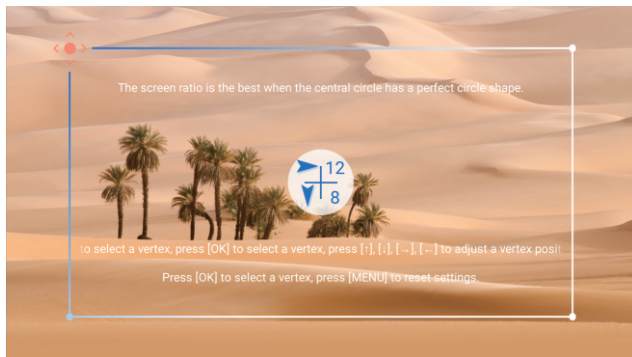 The screen ratio is the best when the central circle has a perfect circle shape.
12
8
to select a vertex, press [OK] to select a vertex, press [↑], [↓], [→], [←] to adjust a vertex posit
Press [OK] to select a vertex, press [MENU] to reset settings.